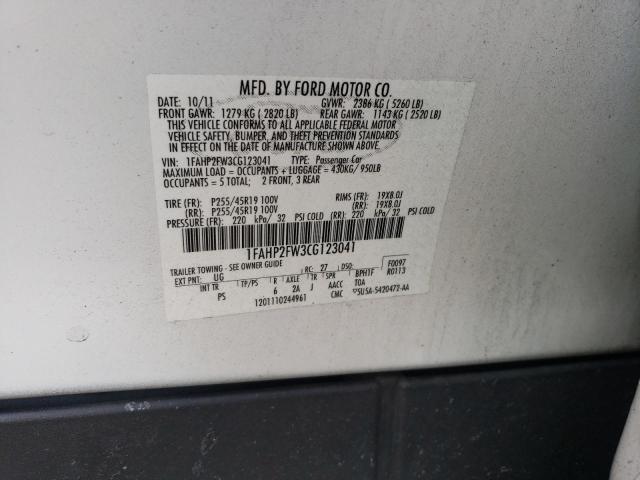 MFD. BY FORD MOTOR CO.
DATE: 10/11 GVWR: 2386 KG ( 5260 LB)
FRONT GAWR: 1279 KG ( 2820 LB) REAR GAWR: 1143 KG ( 2520 LB)
THIS VEHICLE CONFORMS TO ALL APPLICABLE FEDERAL MOTOR
VEHICLE SAFETY, BUMPER, AND THEFT PREVENTION STANDARDS
IN EFFECT ON THE DATE OF MANUFACTURE SHOWN ABOVE.
VIN: 1FAHP2FW3CG123041 TYPE: Passenger Car
MAXIMUM LOAD = OCCUPANTS + LUGGAGE = 430KG/ 950LB
OCCUPANTS = 5 TOTAL; 2 FRONT, 3 REAR
TIRE (FR): P255/45R19 100V RIMS (FR): 19X8.0J
(RR): P255/45R19 100V (RR): 19X8.0J
PRESSURE (FR): 220 kPa/ 32 PSI COLD (RR): 220 kPa/ 32 PSI COLD
1FAHP2FW3CG123041
TRAILER TOWING - SEE OWNER GUIDE
EXT PNT: UG RC: 27 DSO: F0097
INT TR TP/PS R AXLE TR SPR BPH1F R0113
PS 6 2A J AACC TOA
1201110244961 CMC 5U5A-5420472-AA